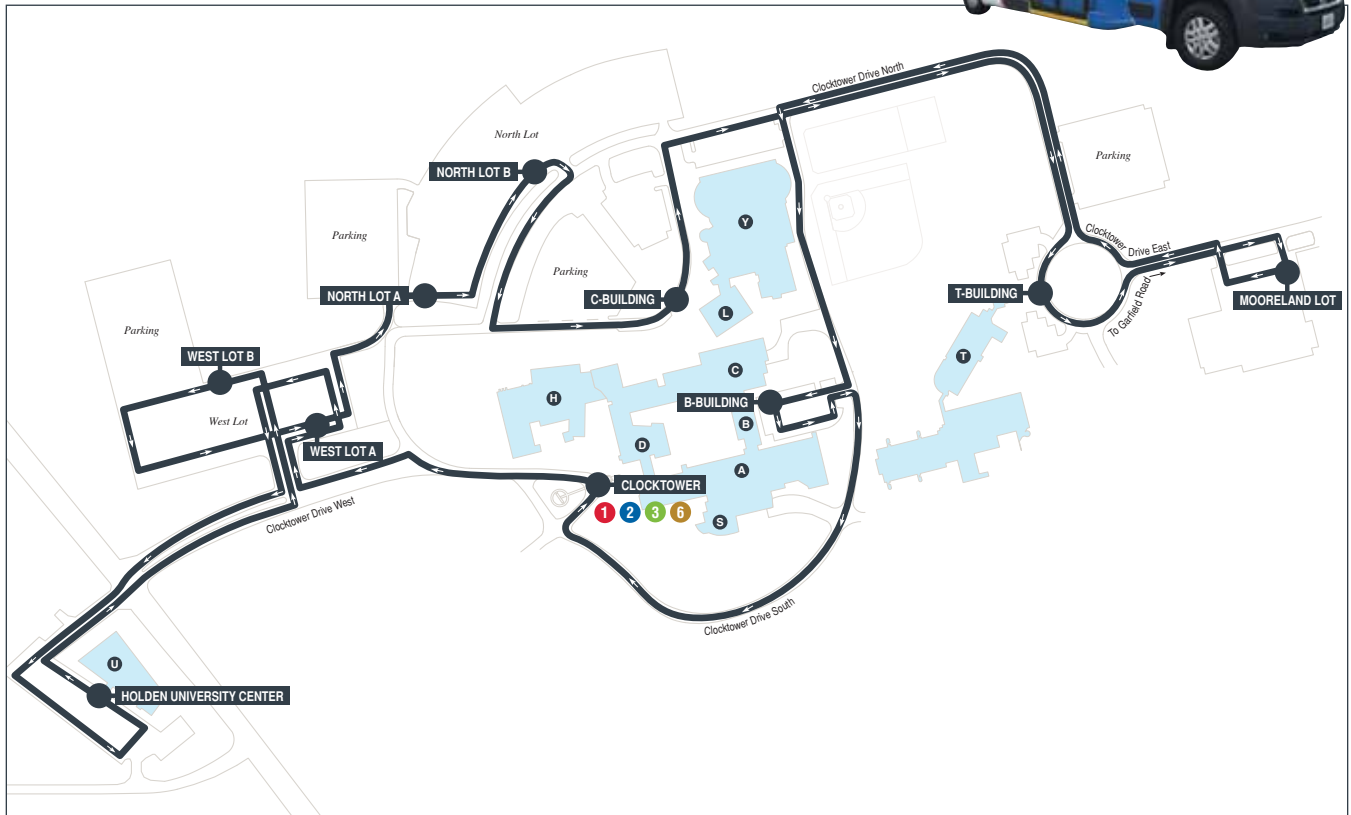 Clocktower Drive North
North Lot
Parking
NORTH LOT B
Parking
Y
Clocktower Drive East
Parking
NORTH LOT A
C-BUILDING
T-BUILDING
MOORELAND LOT
To Garfield Road
L
Parking
WEST LOT B
T
C
H
B-BUILDING
West Lot
B
WEST LOT A
D
A
CLOCKTOWER
1 2 3 6
S
Clocktower Drive West
Clocktower Drive South
U
HOLDEN UNIVERSITY CENTER